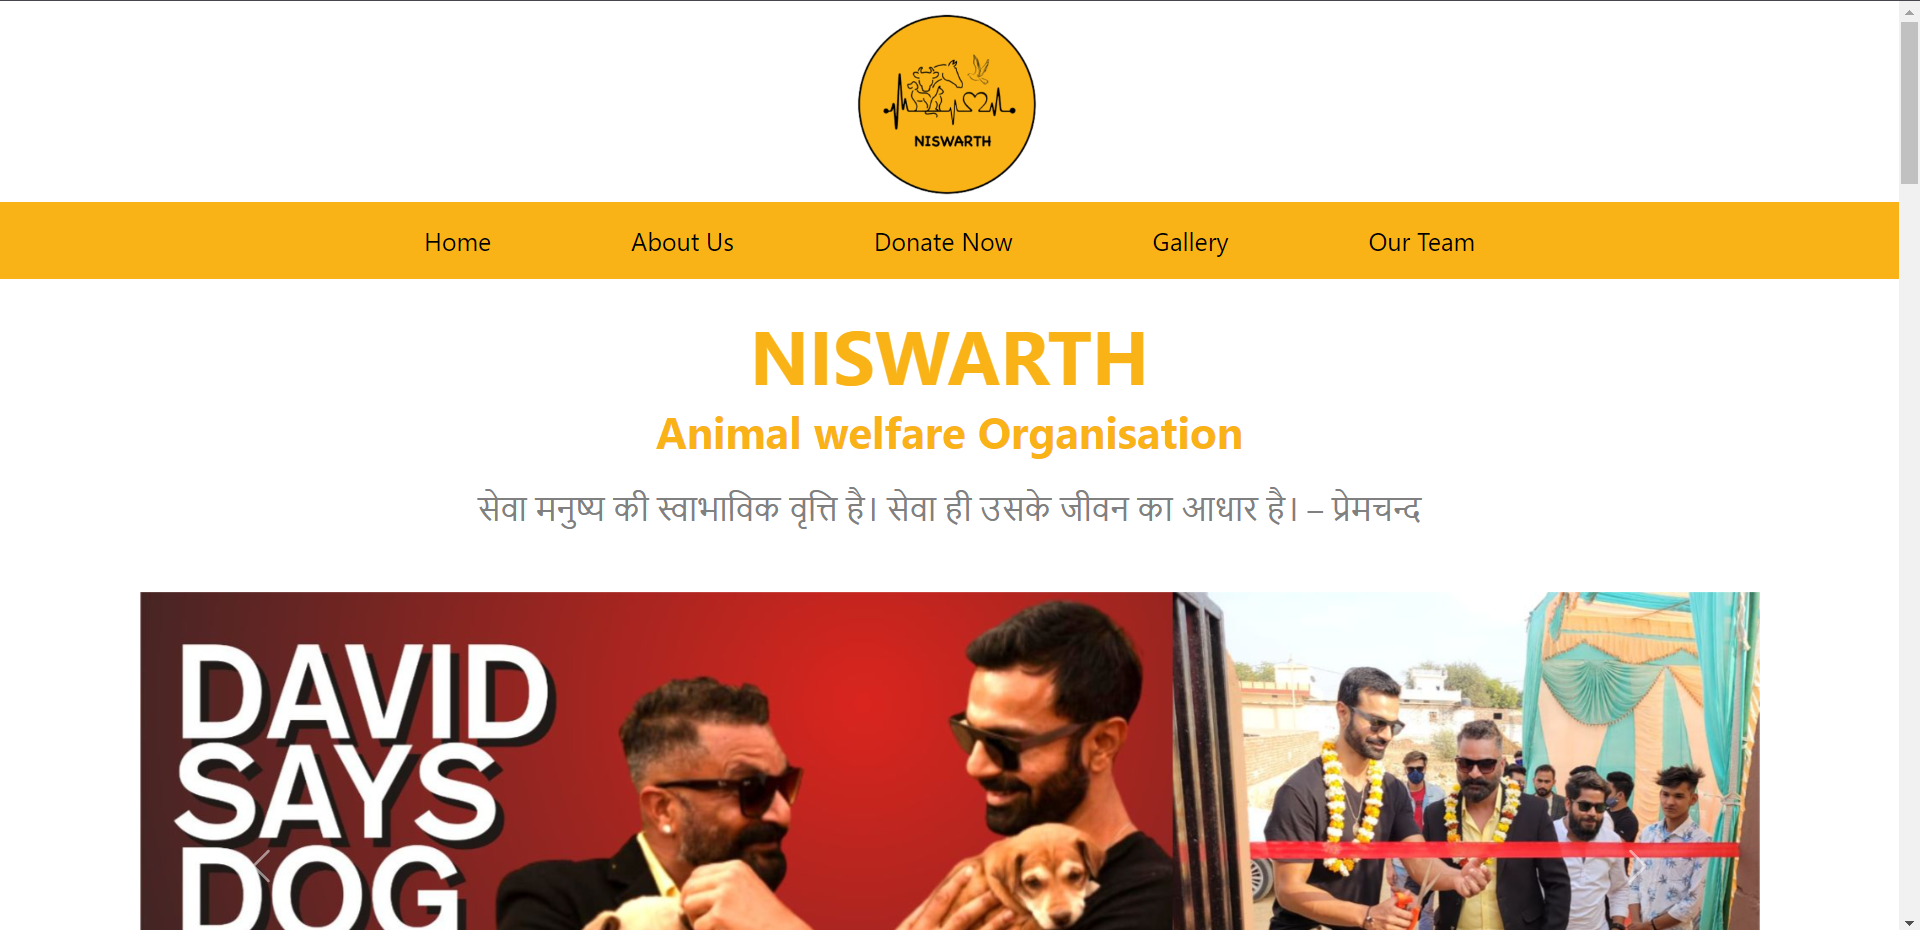 NISWARTH
Home About Us Donate Now Gallery Our Team
NISWARTH
Animal welfare Organisation
सेवा मनुष्य की स्वाभाविक वृत्ति है। सेवा ही उसके जीवन का आधार है। – प्रेमचन्द
DAVID
SAYS
DOG